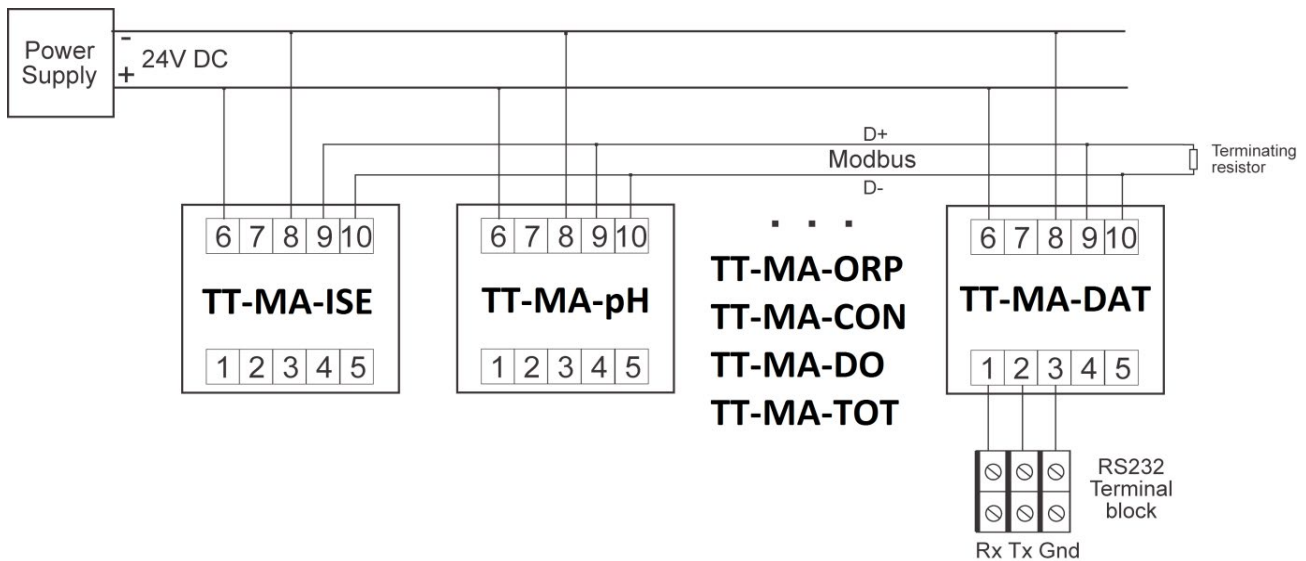 Power
Supply
-
+
24V DC
D+
Modbus
D-
Terminating
resistor
6 7 8 9 10
TT-MA-ISE
1 2 3 4 5
6 7 8 9 10
TT-MA-pH
1 2 3 4 5
. . .
TT-MA-ORP
TT-MA-CON
TT-MA-DO
TT-MA-TOT
6 7 8 9 10
TT-MA-DAT
1 2 3 4 5
RS232
Terminal
block
Rx Tx Gnd